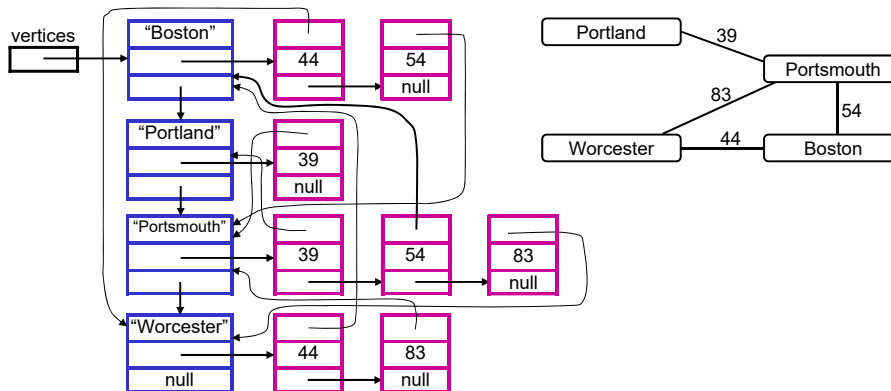 vertices
“Boston”
44
54
null
“Portland”
39
null
“Portsmouth”
39
54
83
null
“Worcester”
44
83
null
null
Portland
39
Portsmouth
83
54
Worcester
44
Boston